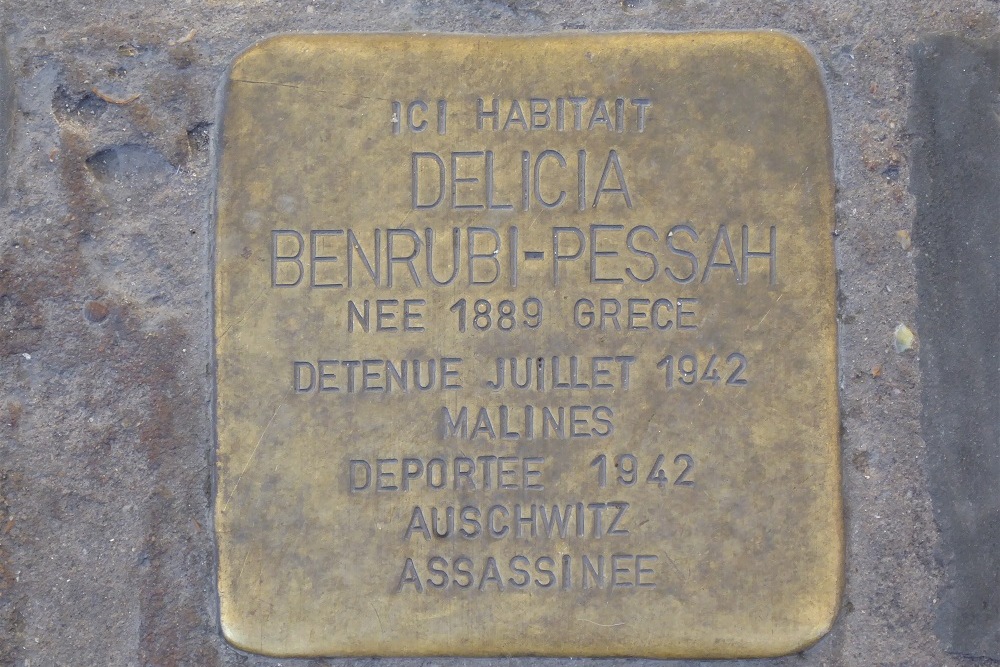 ICI HABITAIT
DELICIA
BENRUBI-PESSAH
NEE 1889 GRECE
DETENUE JUILLET 1942
MALINES
DEPORTEE 1942
AUSCHWITZ
ASSASSINEE